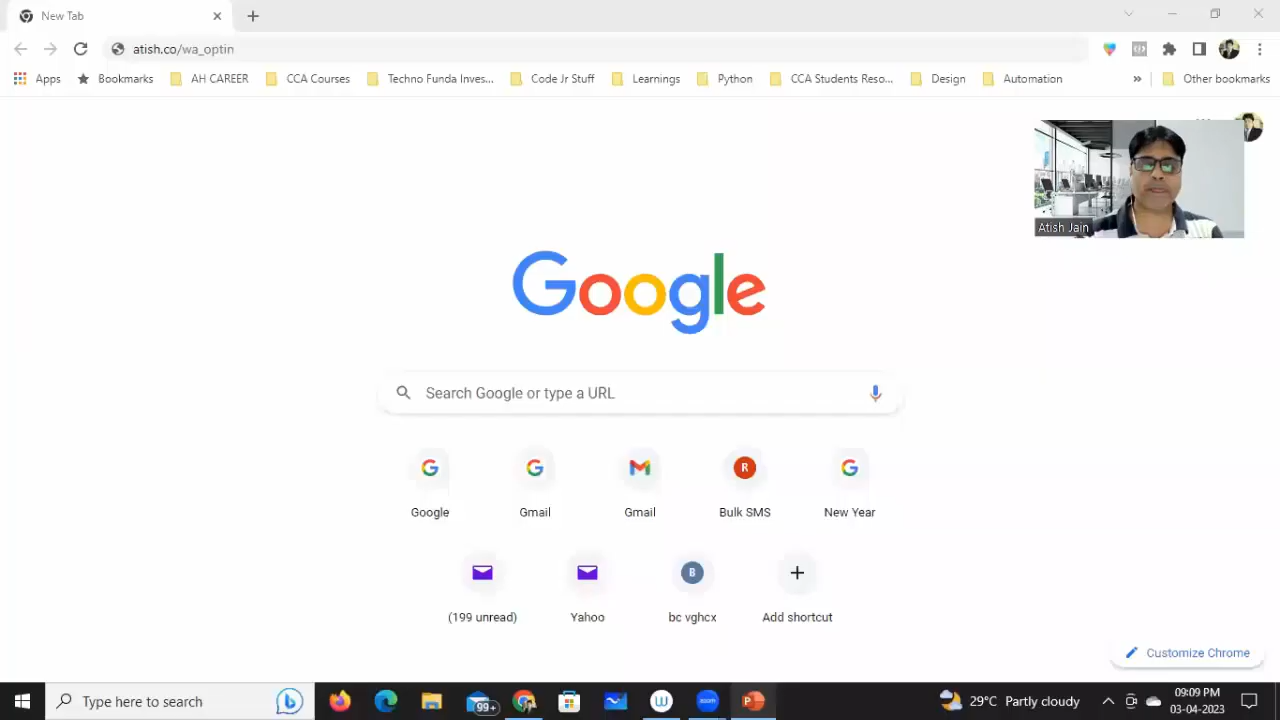 New Tab
atish.co/wa_optin
Apps Bookmarks AH CAREER CCA Courses Techno Funda Inves... Code Jr Stuff Learnings Python CCA Students Reso... Design Automation » Other bookmarks
Atish Jain
Google
Search Google or type a URL
G G M R G
Google Gmail Gmail Bulk SMS New Year
B
(199 unread) Yahoo bc vghcx Add shortcut
Customize Chrome
Type here to search 99+ W zoom P 29°C Partly cloudy 09:09 PM
03-04-2023